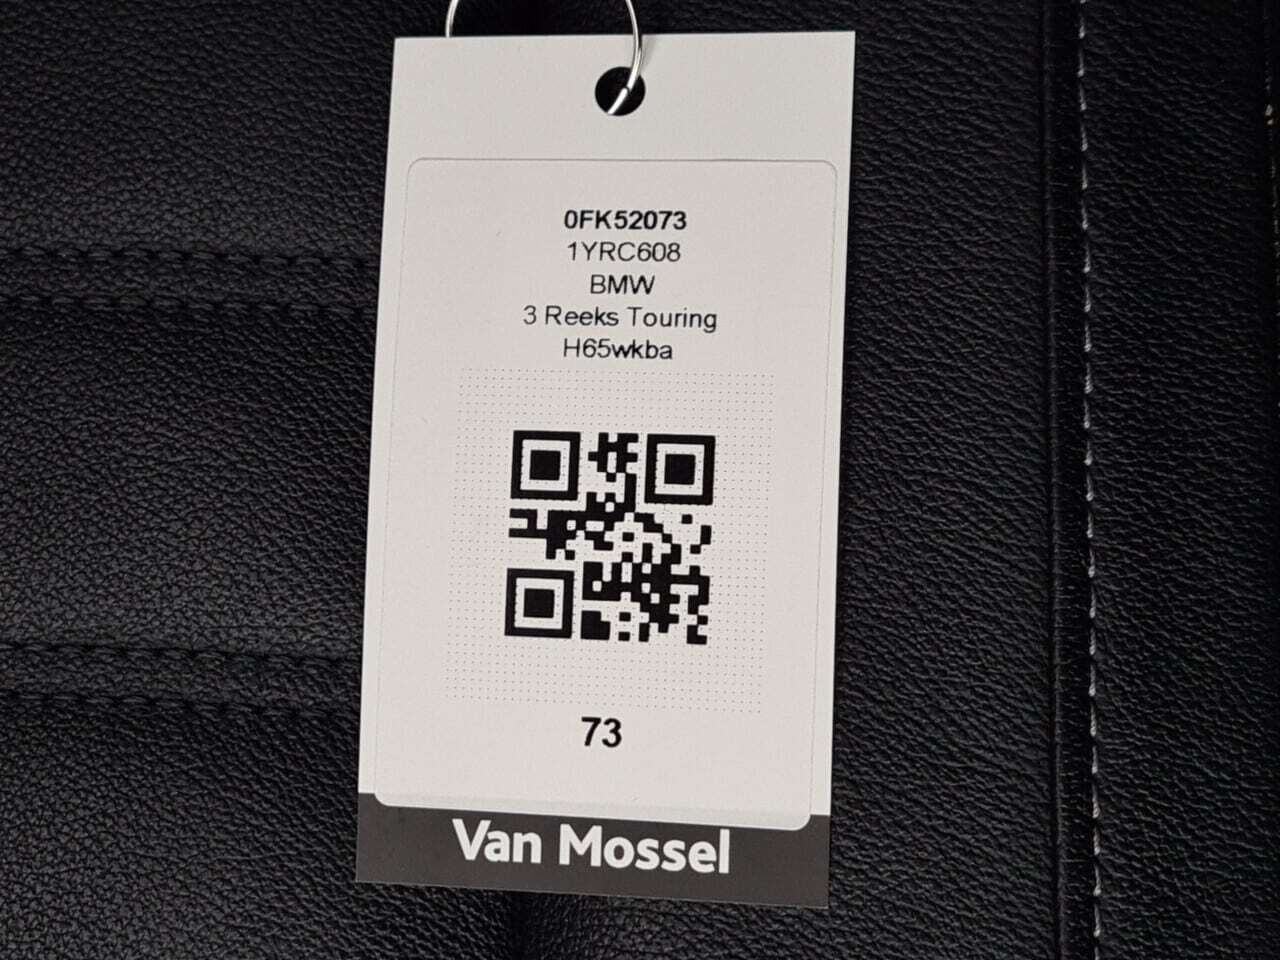 0FK52073
1YRC608
BMW
3 Reeks Touring
H65wkba
73
Van Mossel